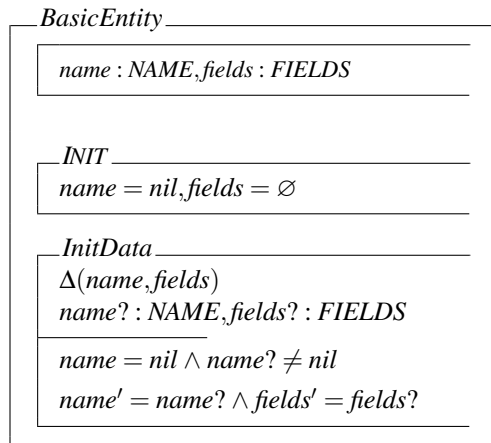 BasicEntity
name : NAME, fields : FIELDS
INIT
name = nil, fields = ∅
InitData
Δ(name, fields)
name? : NAME, fields? : FIELDS
name = nil ∧ name? ≠ nil
name′ = name? ∧ fields′ = fields?